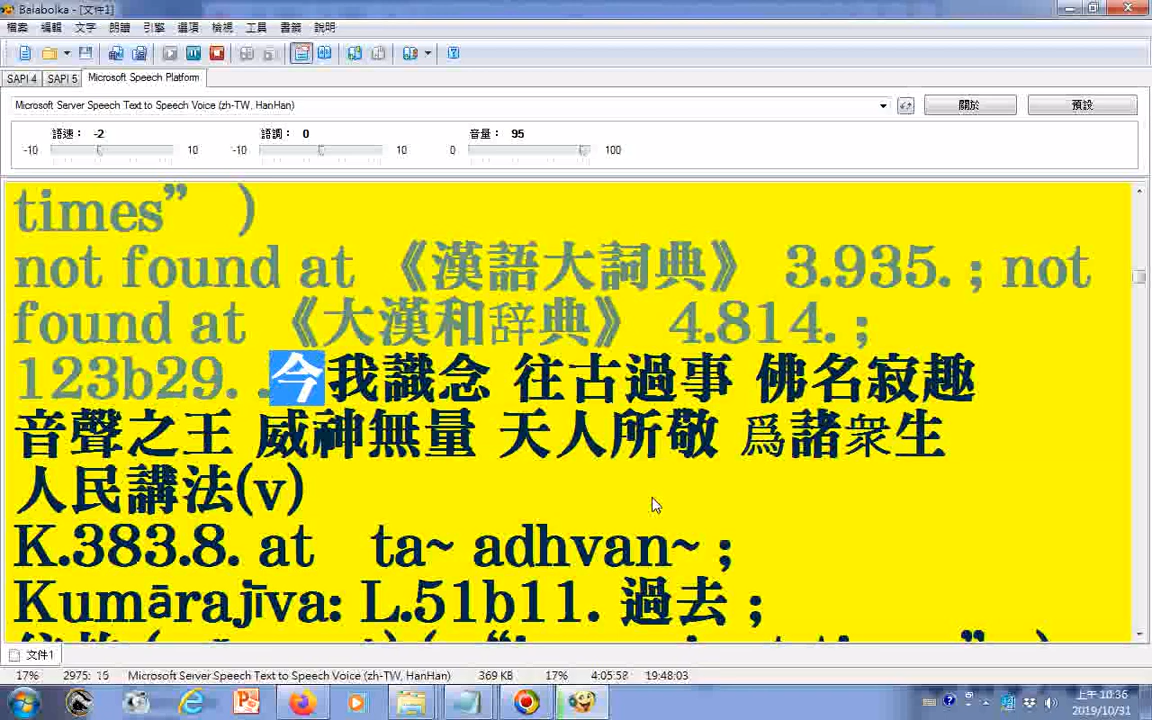 Balabolka - [文件1]
檔案 編輯 文字 朗讀 引擎 選項 檢視 工具 書籤 說明
SAPI 4 SAPI 5 Microsoft Speech Platform
Microsoft Server Speech Text to Speech Voice (zh-TW, HanHan) 關於 預設
語速： -2 語調： 0 音量： 95
-10 10 -10 10 0 100
times” )
not found at 《漢語大詞典》 3.935. ; not
found at 《大漢和辞典》 4.814. ;
123b29. .今我識念 往古過事 佛名寂趣
音聲之王 威神無量 天人所敬 爲諸衆生
人民講法(v)
K.383.8. at ta~ adhvan~ ;
Kumārajīva: L.51b11. 過去 ;
文件1
17% 2975: 15 Microsoft Server Speech Text to Speech Voice (zh-TW, HanHan) 369 KB 17% 4:05:58 19:48:03
上午 10:36
2019/10/31